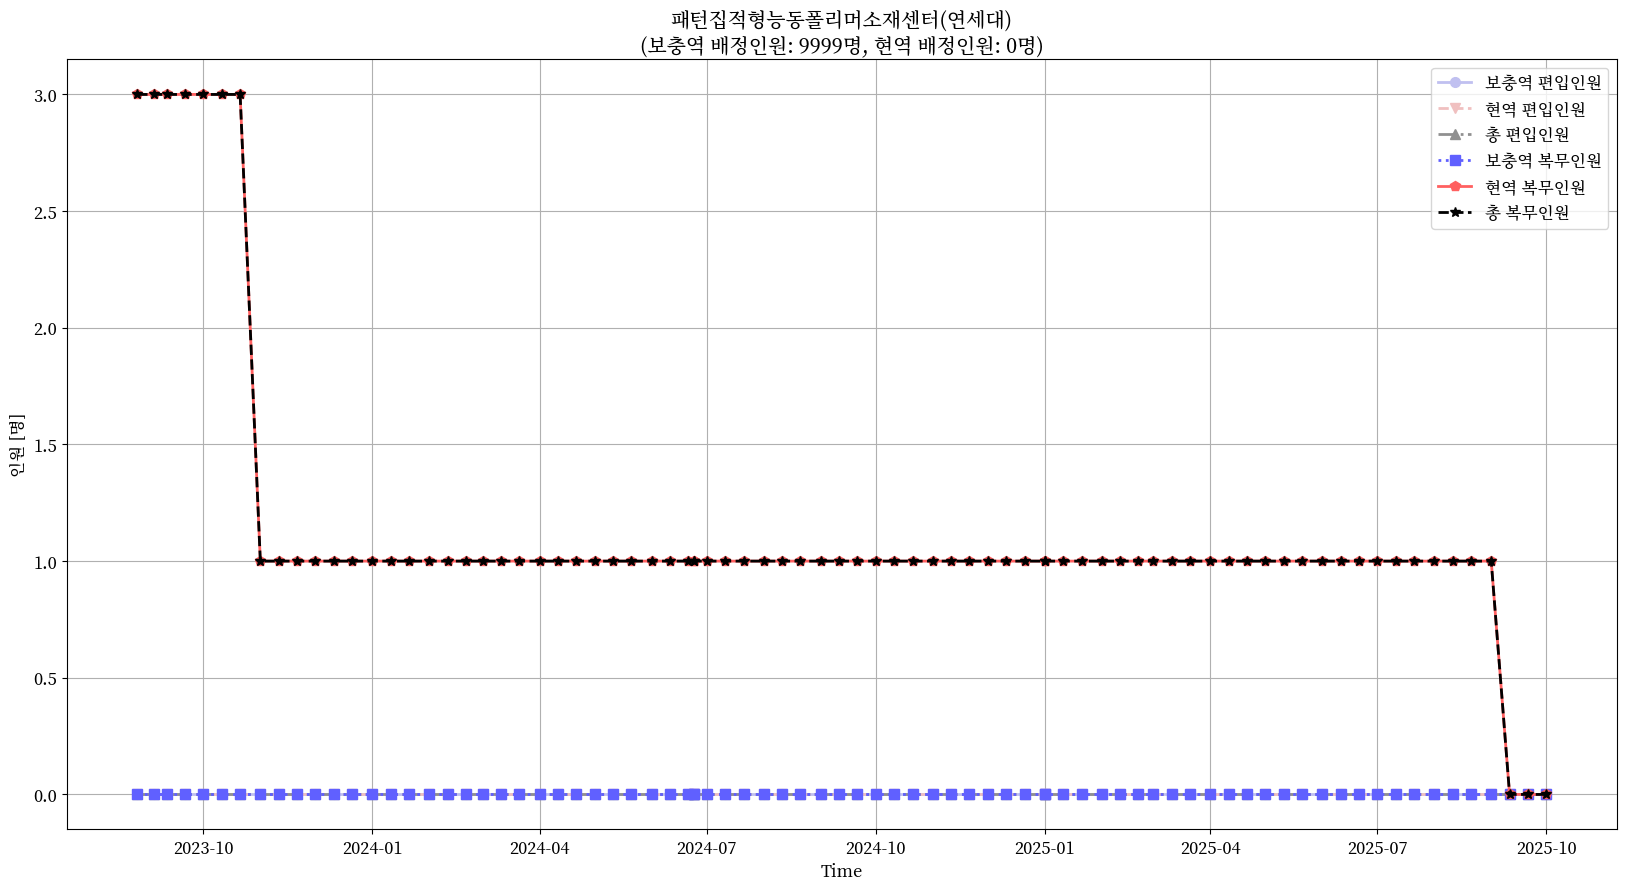 패턴집적형능동폴리머소재센터(연세대)
(보충역 배정인원: 9999명, 현역 배정인원: 0명)
보충역 편입인원
현역 편입인원
총 편입인원
보충역 복무인원
현역 복무인원
총 복무인원
인원 [명]
3.0
2.5
2.0
1.5
1.0
0.5
0.0
2023-10
2024-01
2024-04
2024-07
2024-10
2025-01
2025-04
2025-07
2025-10
Time